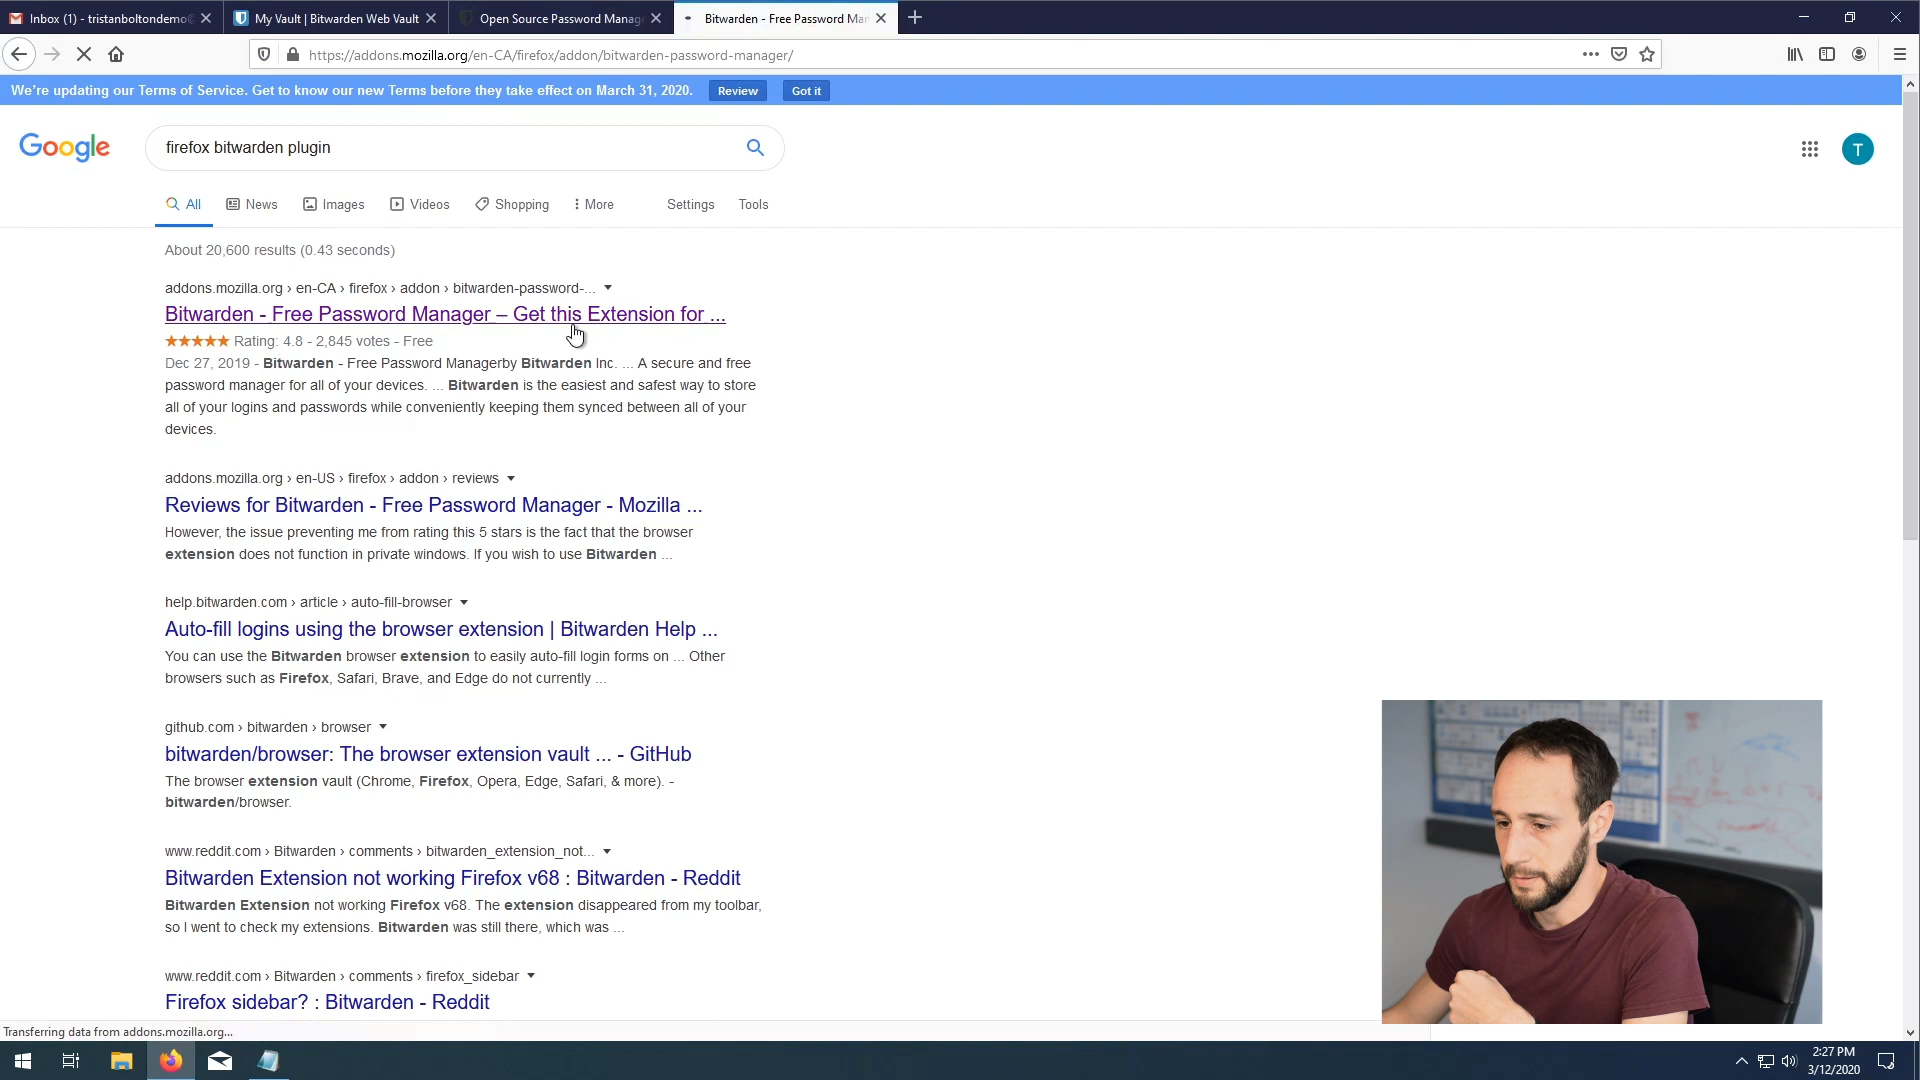 Inbox (1) - tristanboltondemo@
My Vault | Bitwarden Web Vault
Open Source Password Manag
Bitwarden - Free Password Ma
https://addons.mozilla.org/en-CA/firefox/addon/bitwarden-password-manager/
We're updating our Terms of Service. Get to know our new Terms before they take effect on March 31, 2020. Review Got it
Google firefox bitwarden plugin
T
All News Images Videos Shopping More Settings Tools
About 20,600 results (0.43 seconds)
addons.mozilla.org › en-CA › firefox › addon › bitwarden-password-...
Bitwarden - Free Password Manager – Get this Extension for ...
★★★★★ Rating: 4.8 - 2,845 votes - Free
Dec 27, 2019 - Bitwarden - Free Password Managerby Bitwarden Inc. ... A secure and free
password manager for all of your devices. ... Bitwarden is the easiest and safest way to store
all of your logins and passwords while conveniently keeping them synced between all of your
devices.
addons.mozilla.org › en-US › firefox › addon › reviews
Reviews for Bitwarden - Free Password Manager - Mozilla ...
However, the issue preventing me from rating this 5 stars is the fact that the browser
extension does not function in private windows. If you wish to use Bitwarden ...
help.bitwarden.com › article › auto-fill-browser
Auto-fill logins using the browser extension | Bitwarden Help ...
You can use the Bitwarden browser extension to easily auto-fill login forms on ... Other
browsers such as Firefox, Safari, Brave, and Edge do not currently ...
github.com › bitwarden › browser
bitwarden/browser: The browser extension vault ... - GitHub
The browser extension vault (Chrome, Firefox, Opera, Edge, Safari, & more). -
bitwarden/browser.
www.reddit.com › Bitwarden › comments › bitwarden_extension_not...
Bitwarden Extension not working Firefox v68 : Bitwarden - Reddit
Bitwarden Extension not working Firefox v68. The extension disappeared from my toolbar,
so I went to check my extensions. Bitwarden was still there, which was ...
www.reddit.com › Bitwarden › comments › firefox_sidebar
Firefox sidebar? : Bitwarden - Reddit
Transferring data from addons.mozilla.org...
2:27 PM
3/12/2020